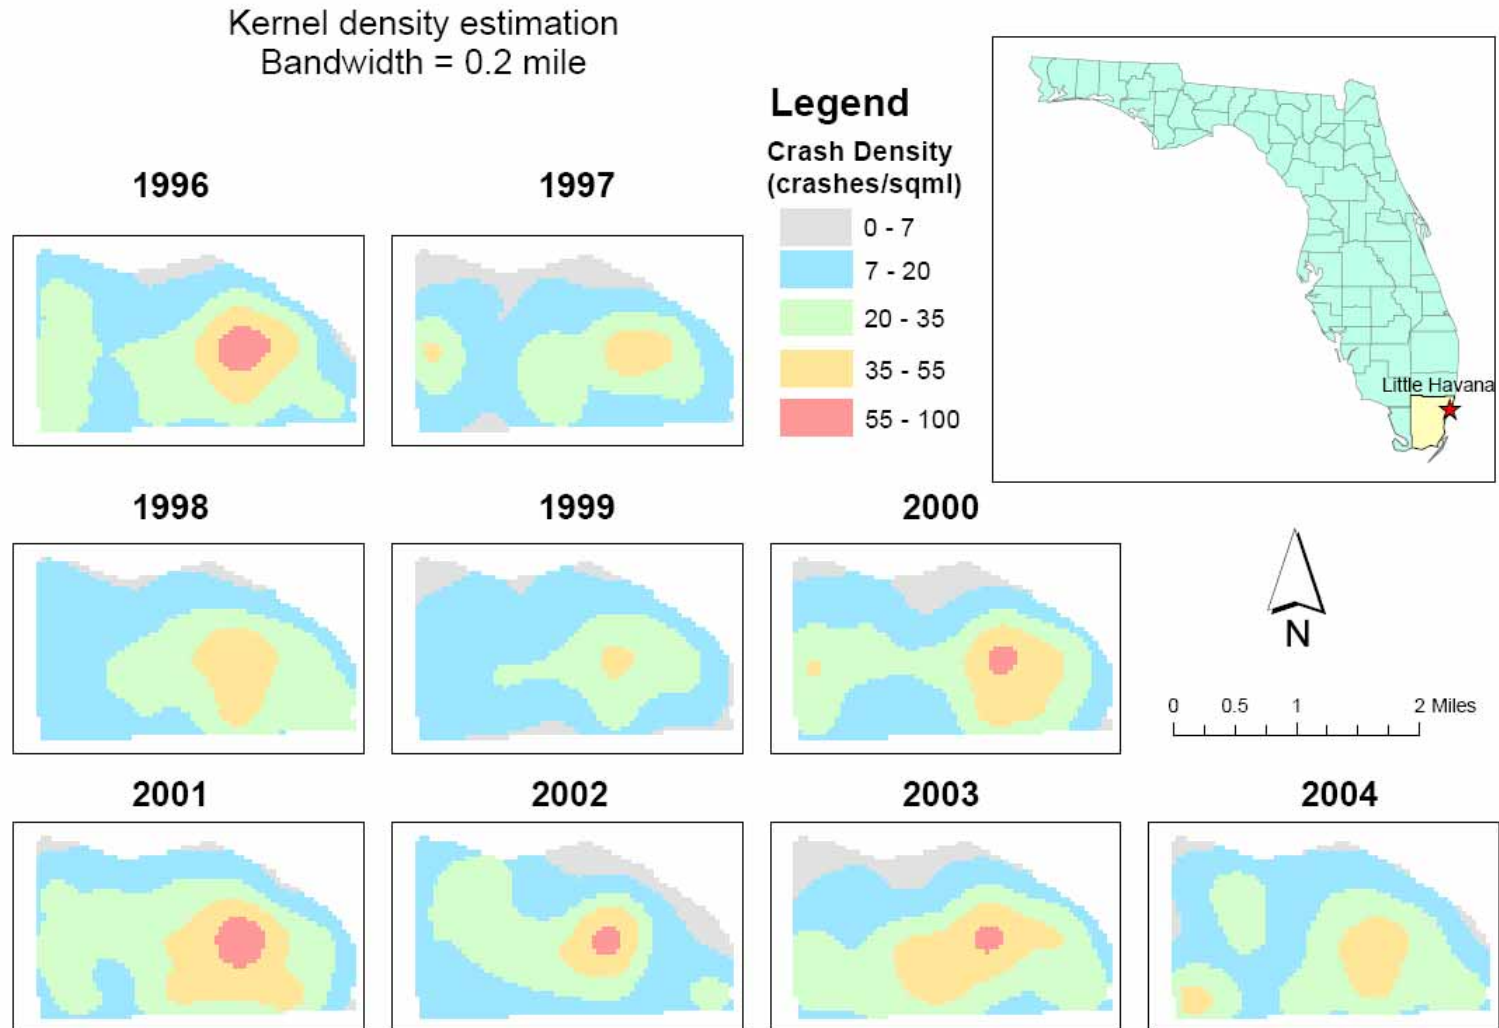 Kernel density estimation
Bandwidth = 0.2 mile
Legend
Crash Density
(crashes/sqml)
0 - 7
7 - 20
20 - 35
35 - 55
55 - 100
Little Havana
1996
1997
1998
1999
2000
N
0 0.5 1 2 Miles
2001
2002
2003
2004